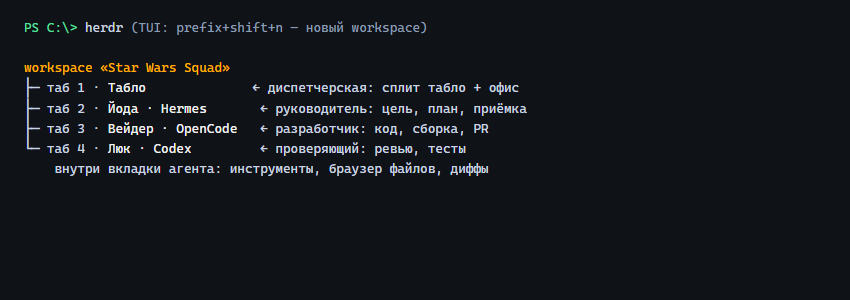 PS C:\> herdr (TUI: prefix+shift+n — новый workspace)
workspace «Star Wars Squad»
├─ таб 1 · Табло ← диспетчерская: сплит табло + офис
├─ таб 2 · Йода · Hermes ← руководитель: цель, план, приёмка
├─ таб 3 · Вейдер · OpenCode ← разработчик: код, сборка, PR
└─ таб 4 · Люк · Codex ← проверяющий: ревью, тесты
внутри вкладки агента: инструменты, браузер файлов, диффы